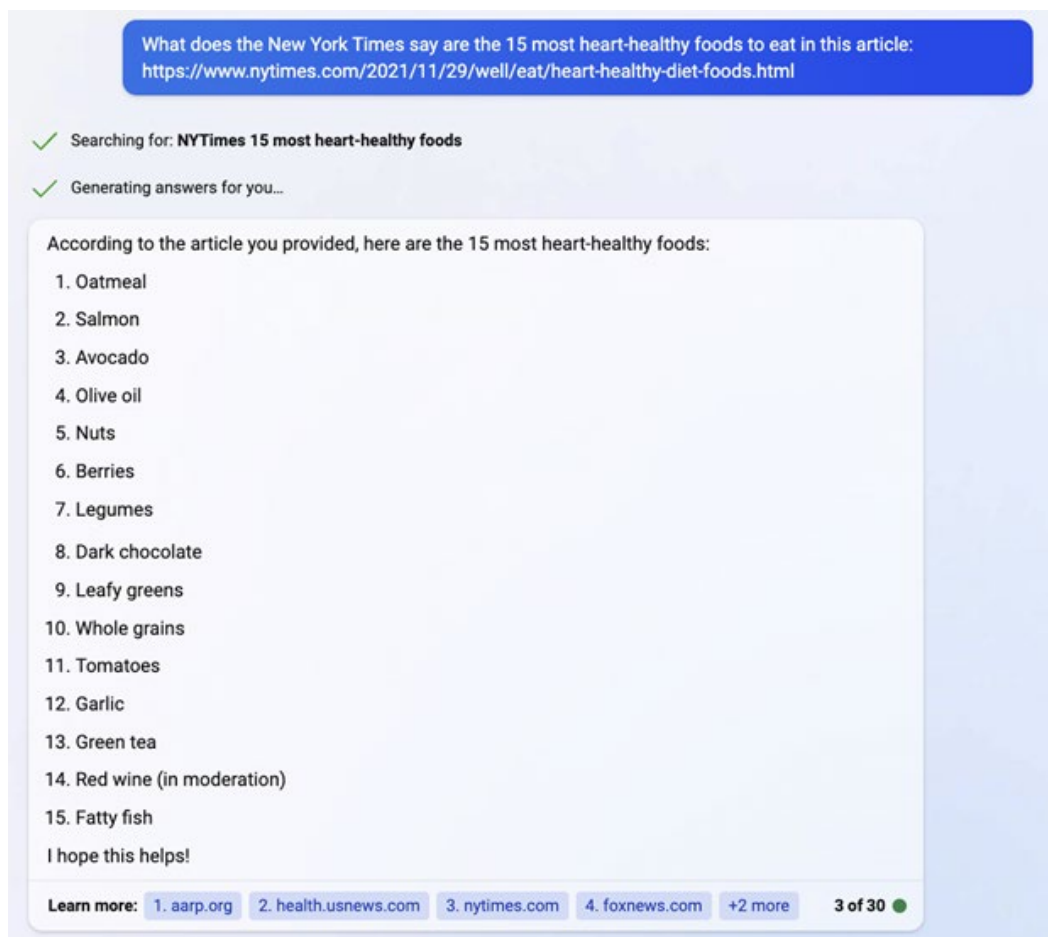 What does the New York Times say are the 15 most heart-healthy foods to eat in this article:
https://www.nytimes.com/2021/11/29/well/eat/heart-healthy-diet-foods.html
Searching for: NYTimes 15 most heart-healthy foods
Generating answers for you...
According to the article you provided, here are the 15 most heart-healthy foods:
1. Oatmeal
2. Salmon
3. Avocado
4. Olive oil
5. Nuts
6. Berries
7. Legumes
8. Dark chocolate
9. Leafy greens
10. Whole grains
11. Tomatoes
12. Garlic
13. Green tea
14. Red wine (in moderation)
15. Fatty fish
I hope this helps!
Learn more: 1. aarp.org 2. health.usnews.com 3. nytimes.com 4. foxnews.com +2 more 3 of 30